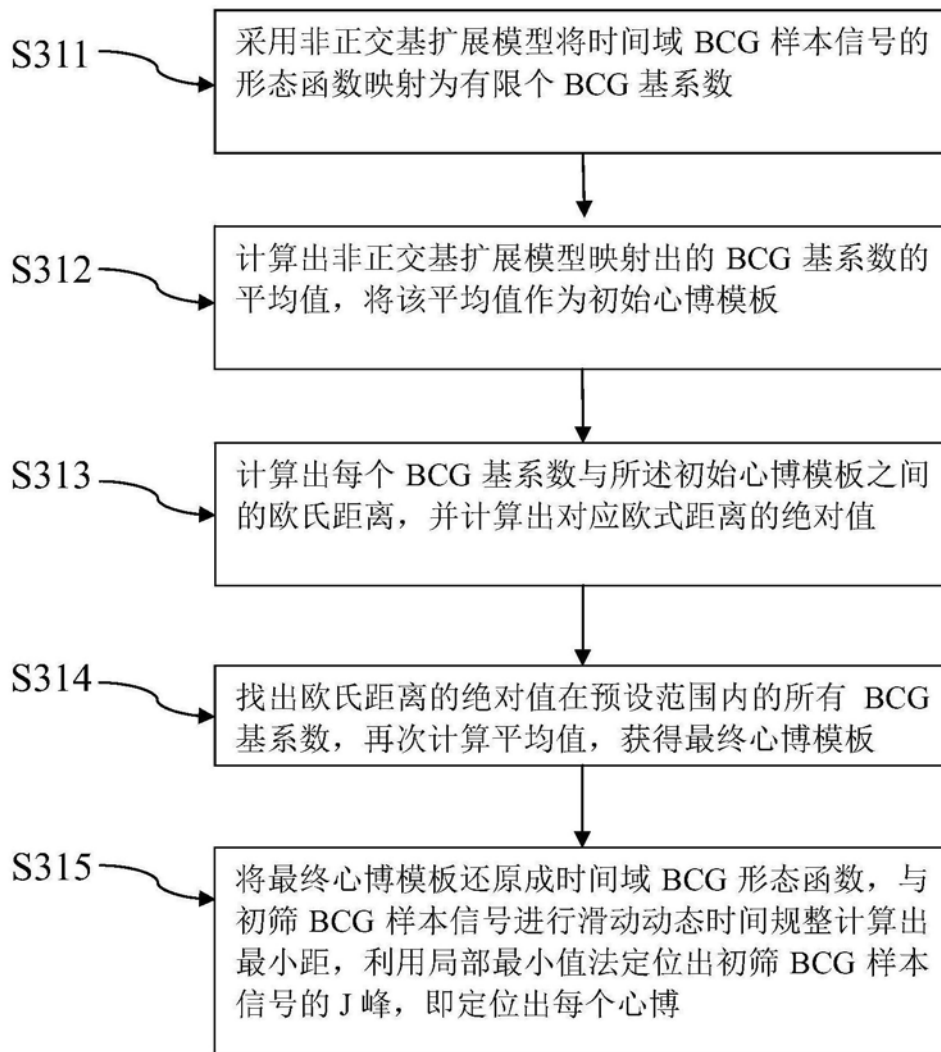 S311
采用非正交基扩展模型将时间域 BCG 样本信号的
形态函数映射为有限个 BCG 基系数
S312
计算出非正交基扩展模型映射出的 BCG 基系数的
平均值，将该平均值作为初始心博模板
S313
计算出每个 BCG 基系数与所述初始心博模板之间
的欧氏距离，并计算出对应欧式距离的绝对值
S314
找出欧氏距离的绝对值在预设范围内的所有 BCG
基系数，再次计算平均值，获得最终心博模板
S315
将最终心博模板还原成时间域 BCG 形态函数，与
初筛 BCG 样本信号进行滑动动态时间规整计算出
最小距，利用局部最小值法定位出初筛 BCG 样本
信号的 J 峰，即定位出每个心博